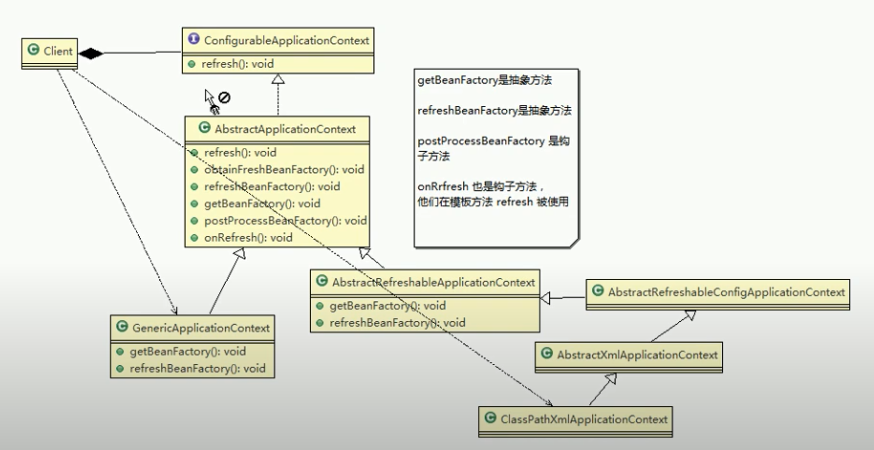 Client
ConfigurableApplicationContext
refresh(): void
AbstractApplicationContext
refresh(): void
obtainFreshBeanFactory(): void
refreshBeanFactory(): void
getBeanFactory(): void
postProcessBeanFactory(): void
onRefresh(): void
getBeanFactory是抽象方法
refreshBeanFactory是抽象方法
postProcessBeanFactory 是钩
子方法
onRrfresh 也是钩子方法，
他们在模板方法 refresh 被使用
AbstractRefreshableApplicationContext
getBeanFactory(): void
refreshBeanFactory(): void
AbstractRefreshableConfigApplicationContext
GenericApplicationContext
getBeanFactory(): void
refreshBeanFactory(): void
AbstractXmlApplicationContext
ClassPathXmlApplicationContext